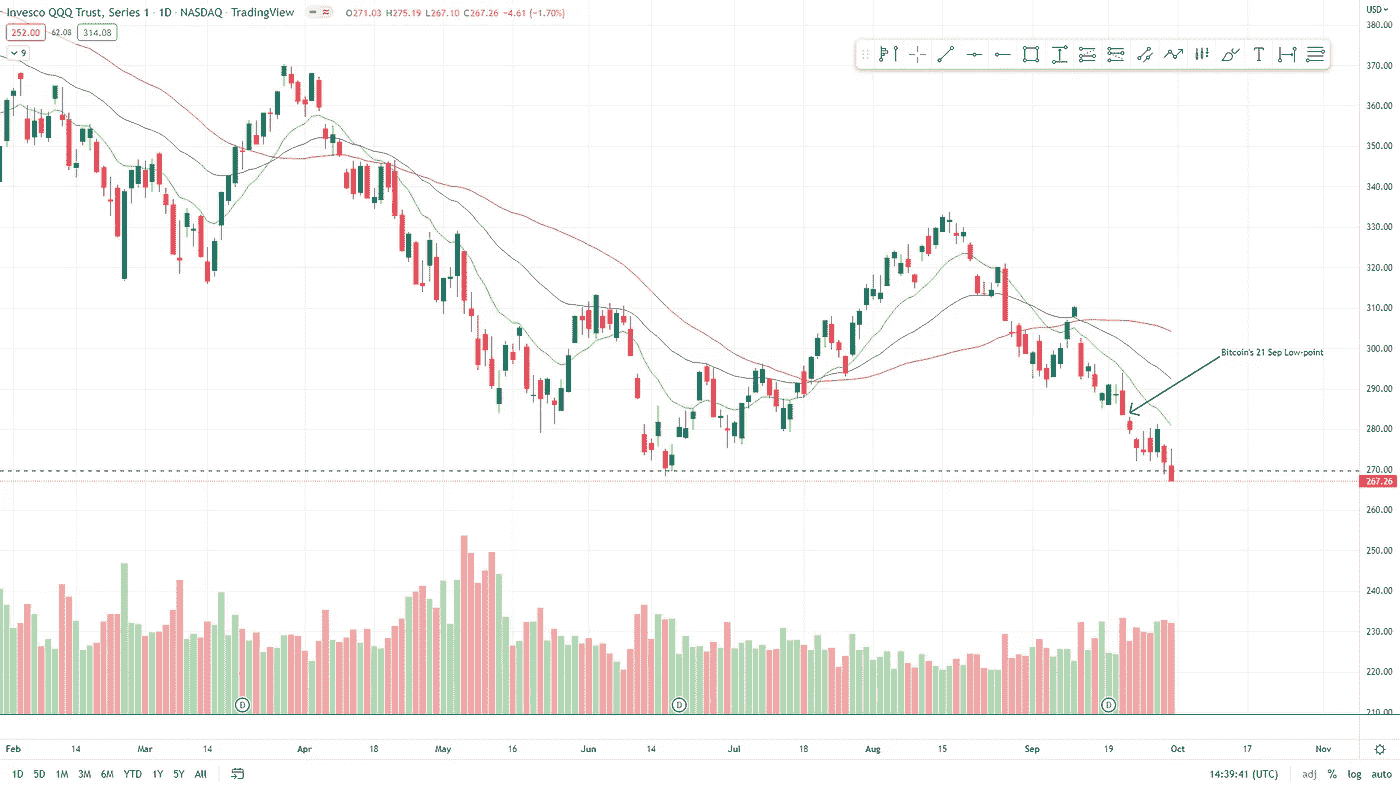 Invesco QQQ Trust, Series 1 · 1D · NASDAQ · TradingView O271.03 H275.19 L267.10 C267.26 −4.61 (−1.70%)
252.00 62.08 314.08
9
USD
380.00
370.00
360.00
350.00
340.00
330.00
320.00
310.00
300.00
290.00
280.00
270.00
267.26
260.00
250.00
240.00
230.00
220.00
210.00
Bitcoin's 21 Sep Low-point
D D D
Feb 14 Mar 14 Apr 18 May 16 Jun 14 Jul 18 Aug 15 Sep 19 Oct 17 Nov
1D 5D 1M 3M 6M YTD 1Y 5Y All 14:39:41 (UTC) adj % log auto